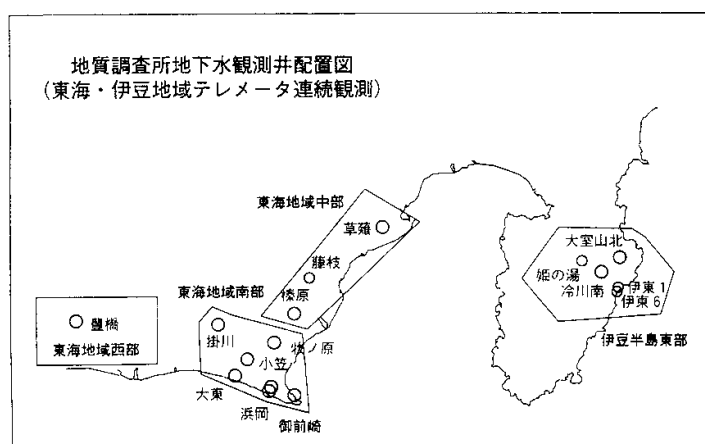 地質調査所地下水観測井配置図
(東海・伊豆地域テレメータ連続観測)
東海地域中部
草薙
藤枝
榛原
東海地域南部
掛川
牧ノ原
小笠
大東
浜岡
御前崎
豊橋
東海地域西部
大室山北
姫の湯
冷川南
伊東1
伊東6
伊豆半島東部